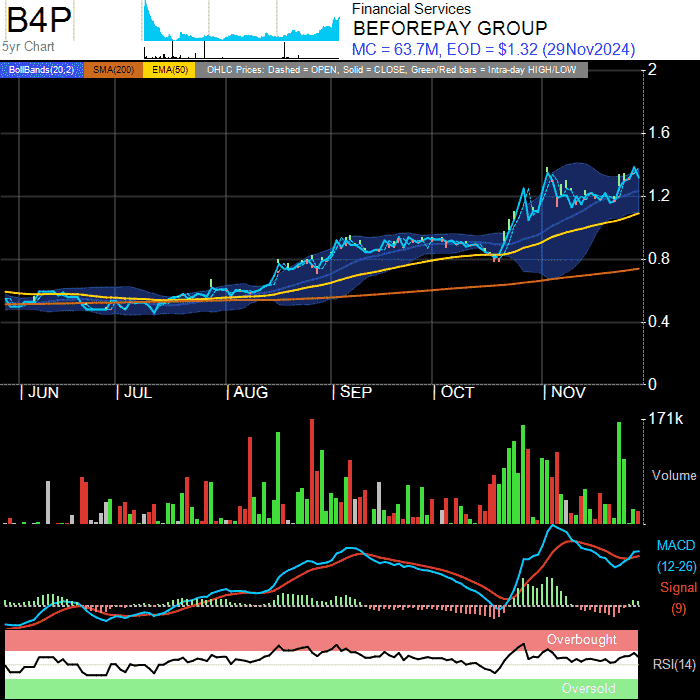 B4P
5yr Chart
Financial Services
BEFOREPAY GROUP
MC = 63.7M, EOD = $1.32 (29Nov2024)
BollBands(20,2) SMA(200) EMA(50) OHLC Prices: Dashed = OPEN, Solid = CLOSE, Green/Red bars = Intra-day HIGH/LOW
2
1.6
1.2
0.8
0.4
0
JUN JUL AUG SEP OCT NOV
171k
Volume
MACD
(12-26)
Signal
(9)
Overbought
RSI(14)
Oversold